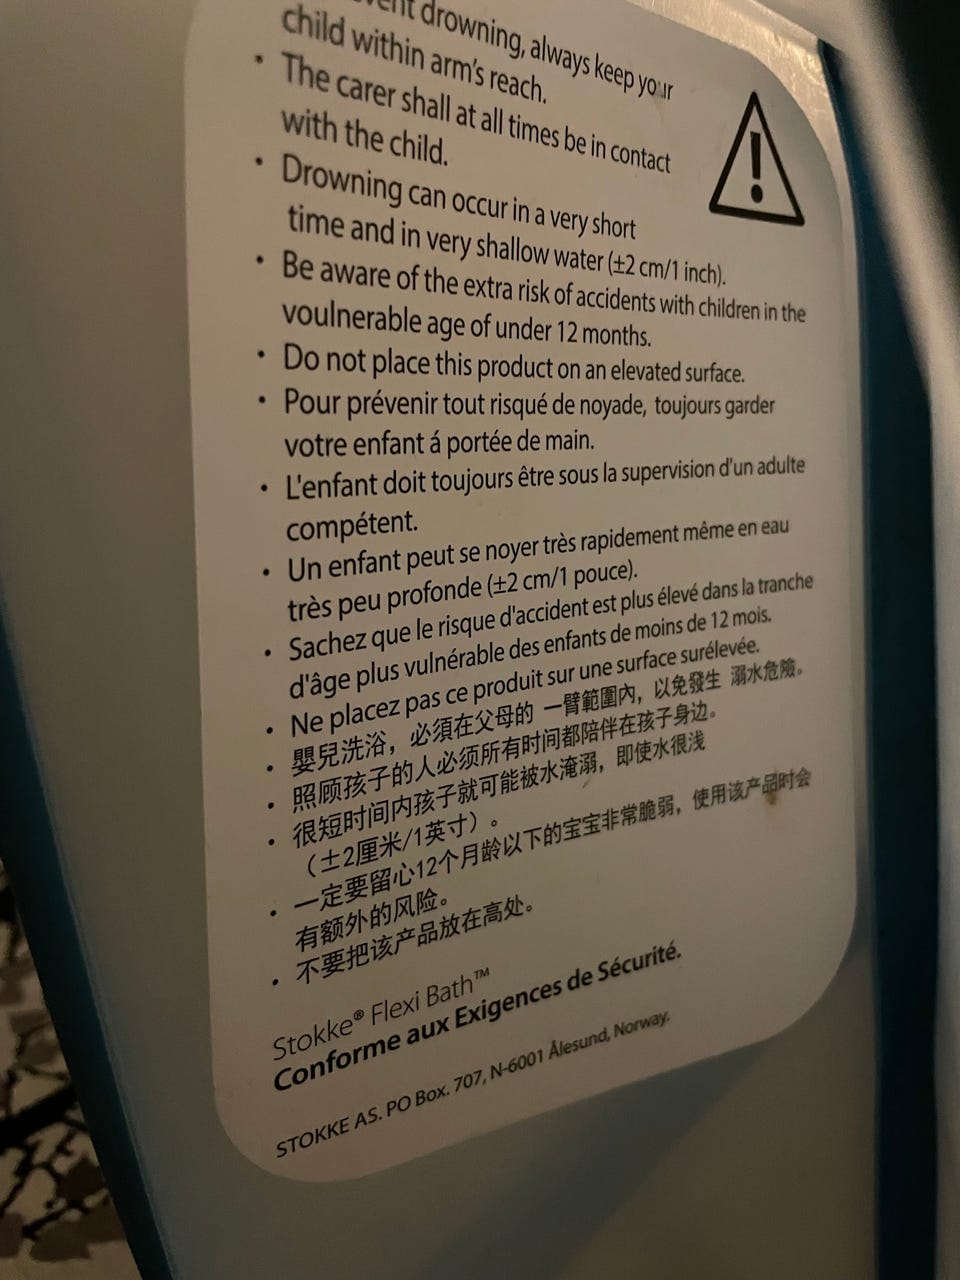 drowning, always keep your
child within arm's reach.
• The carer shall at all times be in contact
with the child.
• Drowning can occur in a very short
time and in very shallow water (±2 cm/1 inch).
• Be aware of the extra risk of accidents with children in the
voulnerable age of under 12 months.
• Do not place this product on an elevated surface.
• Pour prévenir tout risqué de noyade, toujours garder
votre enfant á portée de main.
• L'enfant doit toujours être sous la supervision d'un adulte
compétent.
• Un enfant peut se noyer très rapidement même en eau
très peu profonde (±2 cm/1 pouce).
• Sachez que le risque d'accident est plus élevé dans la tranche
d'âge plus vulnérable des enfants de moins de 12 mois.
• Ne placez pas ce produit sur une surface surélevée.
• 嬰兒洗浴，必須在父母的 一臂範圍內，以免發生 溺水危險。
• 照顾孩子的人必须所有时间都陪伴在孩子身边。
• 很短时间内孩子就可能被水淹溺，即使水很浅
（±2厘米/1英寸）。
• 一定要留心12个月龄以下的宝宝非常脆弱，使用该产品时会
有额外的风险。
• 不要把该产品放在高处。
Stokke® Flexi Bath™
Conforme aux Exigences de Sécurité.
STOKKE AS. PO Box. 707, N-6001 Ålesund, Norway.